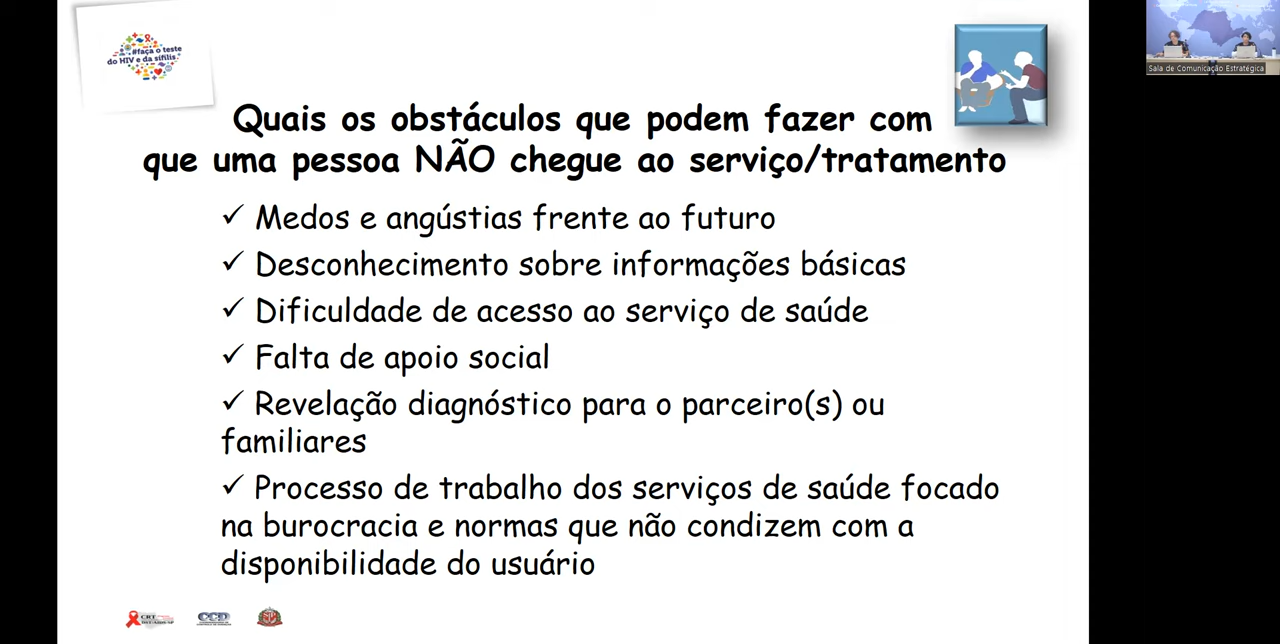 #faça o teste
do HIV e da sífilis
Sala de Comunicação Estratégica
Quais os obstáculos que podem fazer com
que uma pessoa NÃO chegue ao serviço/tratamento
✓ Medos e angústias frente ao futuro
✓ Desconhecimento sobre informações básicas
✓ Dificuldade de acesso ao serviço de saúde
✓ Falta de apoio social
✓ Revelação diagnóstico para o parceiro(s) ou
familiares
✓ Processo de trabalho dos serviços de saúde focado
na burocracia e normas que não condizem com a
disponibilidade do usuário
CRT
CCD